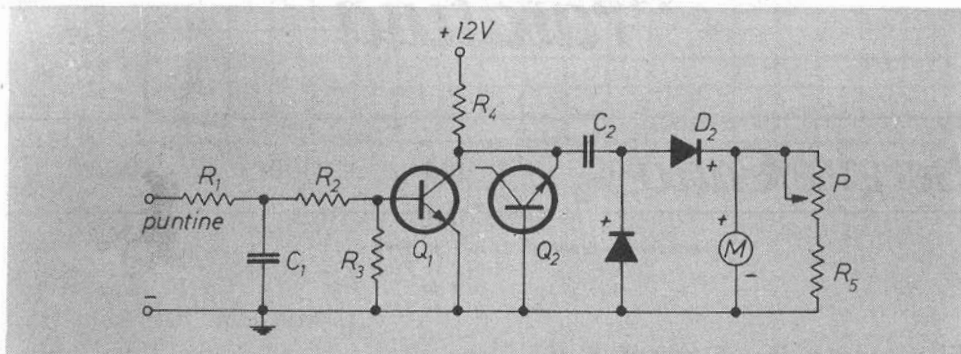 +12V
R4
C2
D2
R1
R2
+
P
puntine
+
+
M
C1
R3
Q1
Q2
-
R5
-